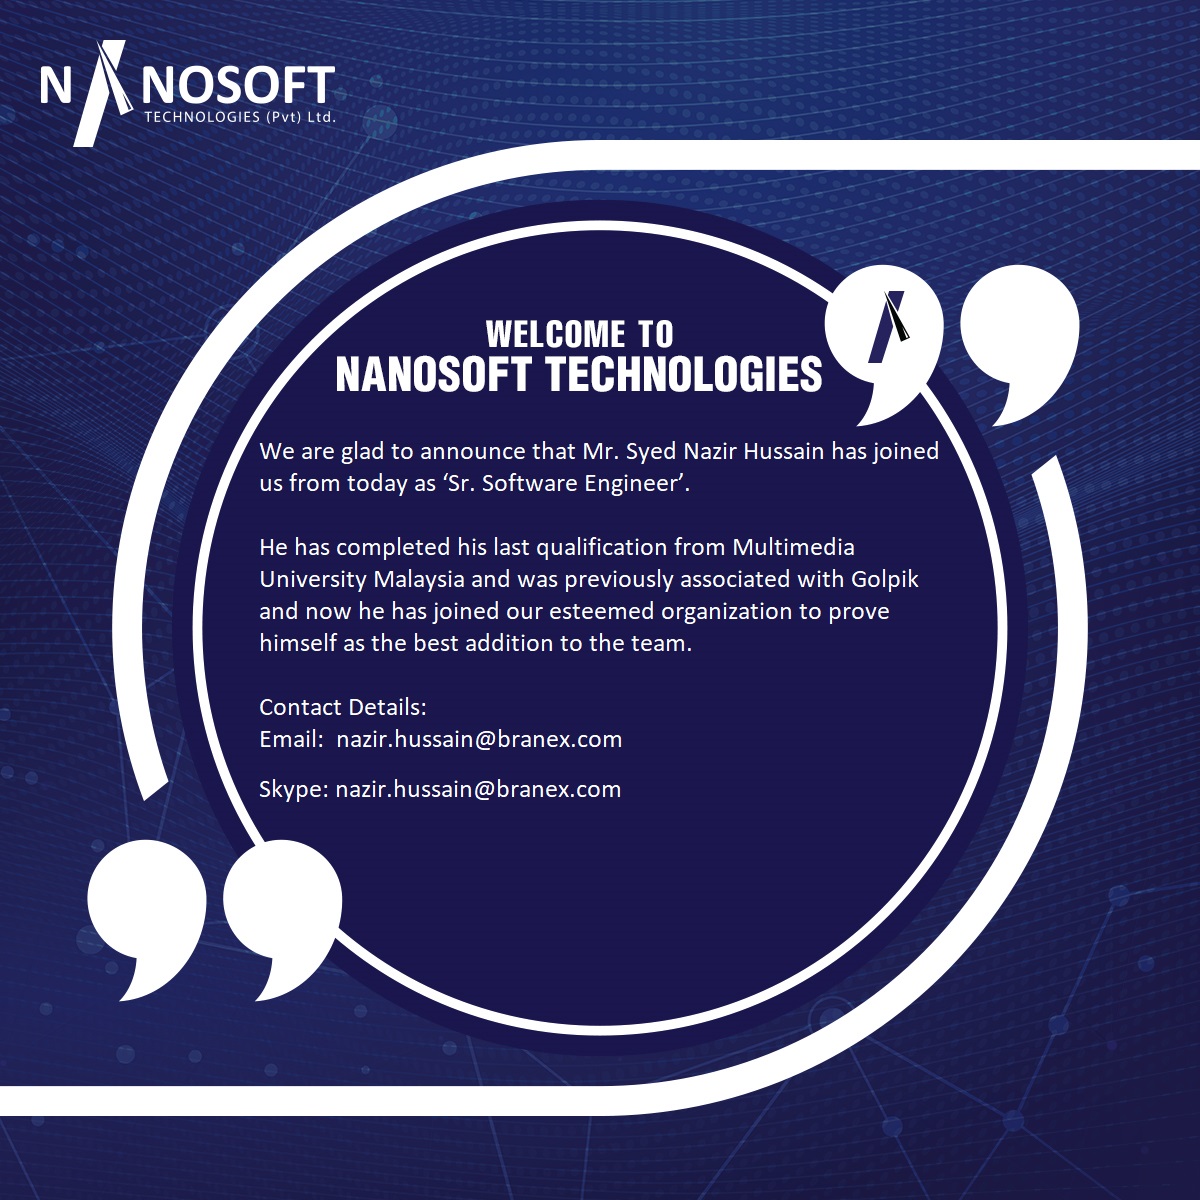 NANOSOFT
TECHNOLOGIES (Pvt) Ltd.
WELCOME TO
NANOSOFT TECHNOLOGIES
We are glad to announce that Mr. Syed Nazir Hussain has joined
us from today as ‘Sr. Software Engineer’.
He has completed his last qualification from Multimedia
University Malaysia and was previously associated with Golpik
and now he has joined our esteemed organization to prove
himself as the best addition to the team.
Contact Details:
Email:  nazir.hussain@branex.com
Skype: nazir.hussain@branex.com